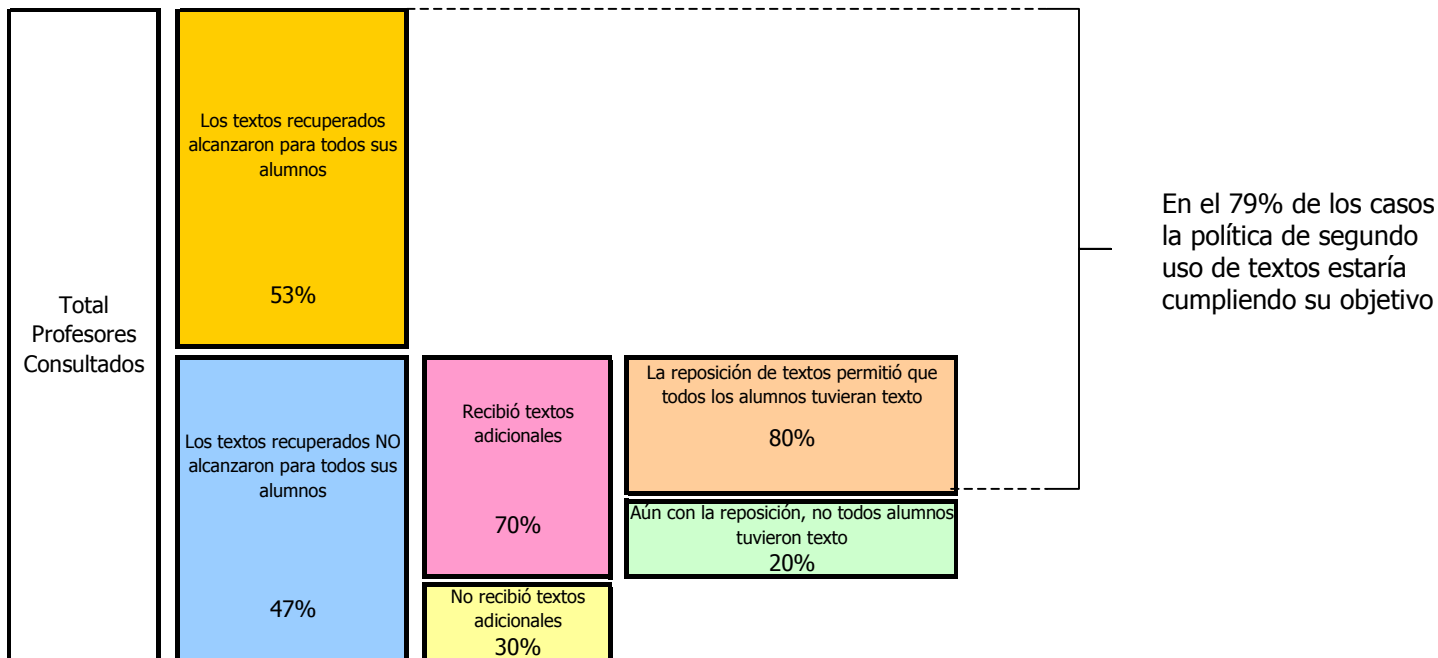 Total
Profesores
Consultados
Los textos recuperados
alcanzaron para todos sus
alumnos
53%
Los textos recuperados NO
alcanzaron para todos sus
alumnos
47%
Recibió textos
adicionales
70%
No recibió textos
adicionales
30%
La reposición de textos permitió que
todos los alumnos tuvieran texto
80%
Aún con la reposición, no todos alumnos
tuvieron texto
20%
En el 79% de los casos
la política de segundo
uso de textos estaría
cumpliendo su objetivo